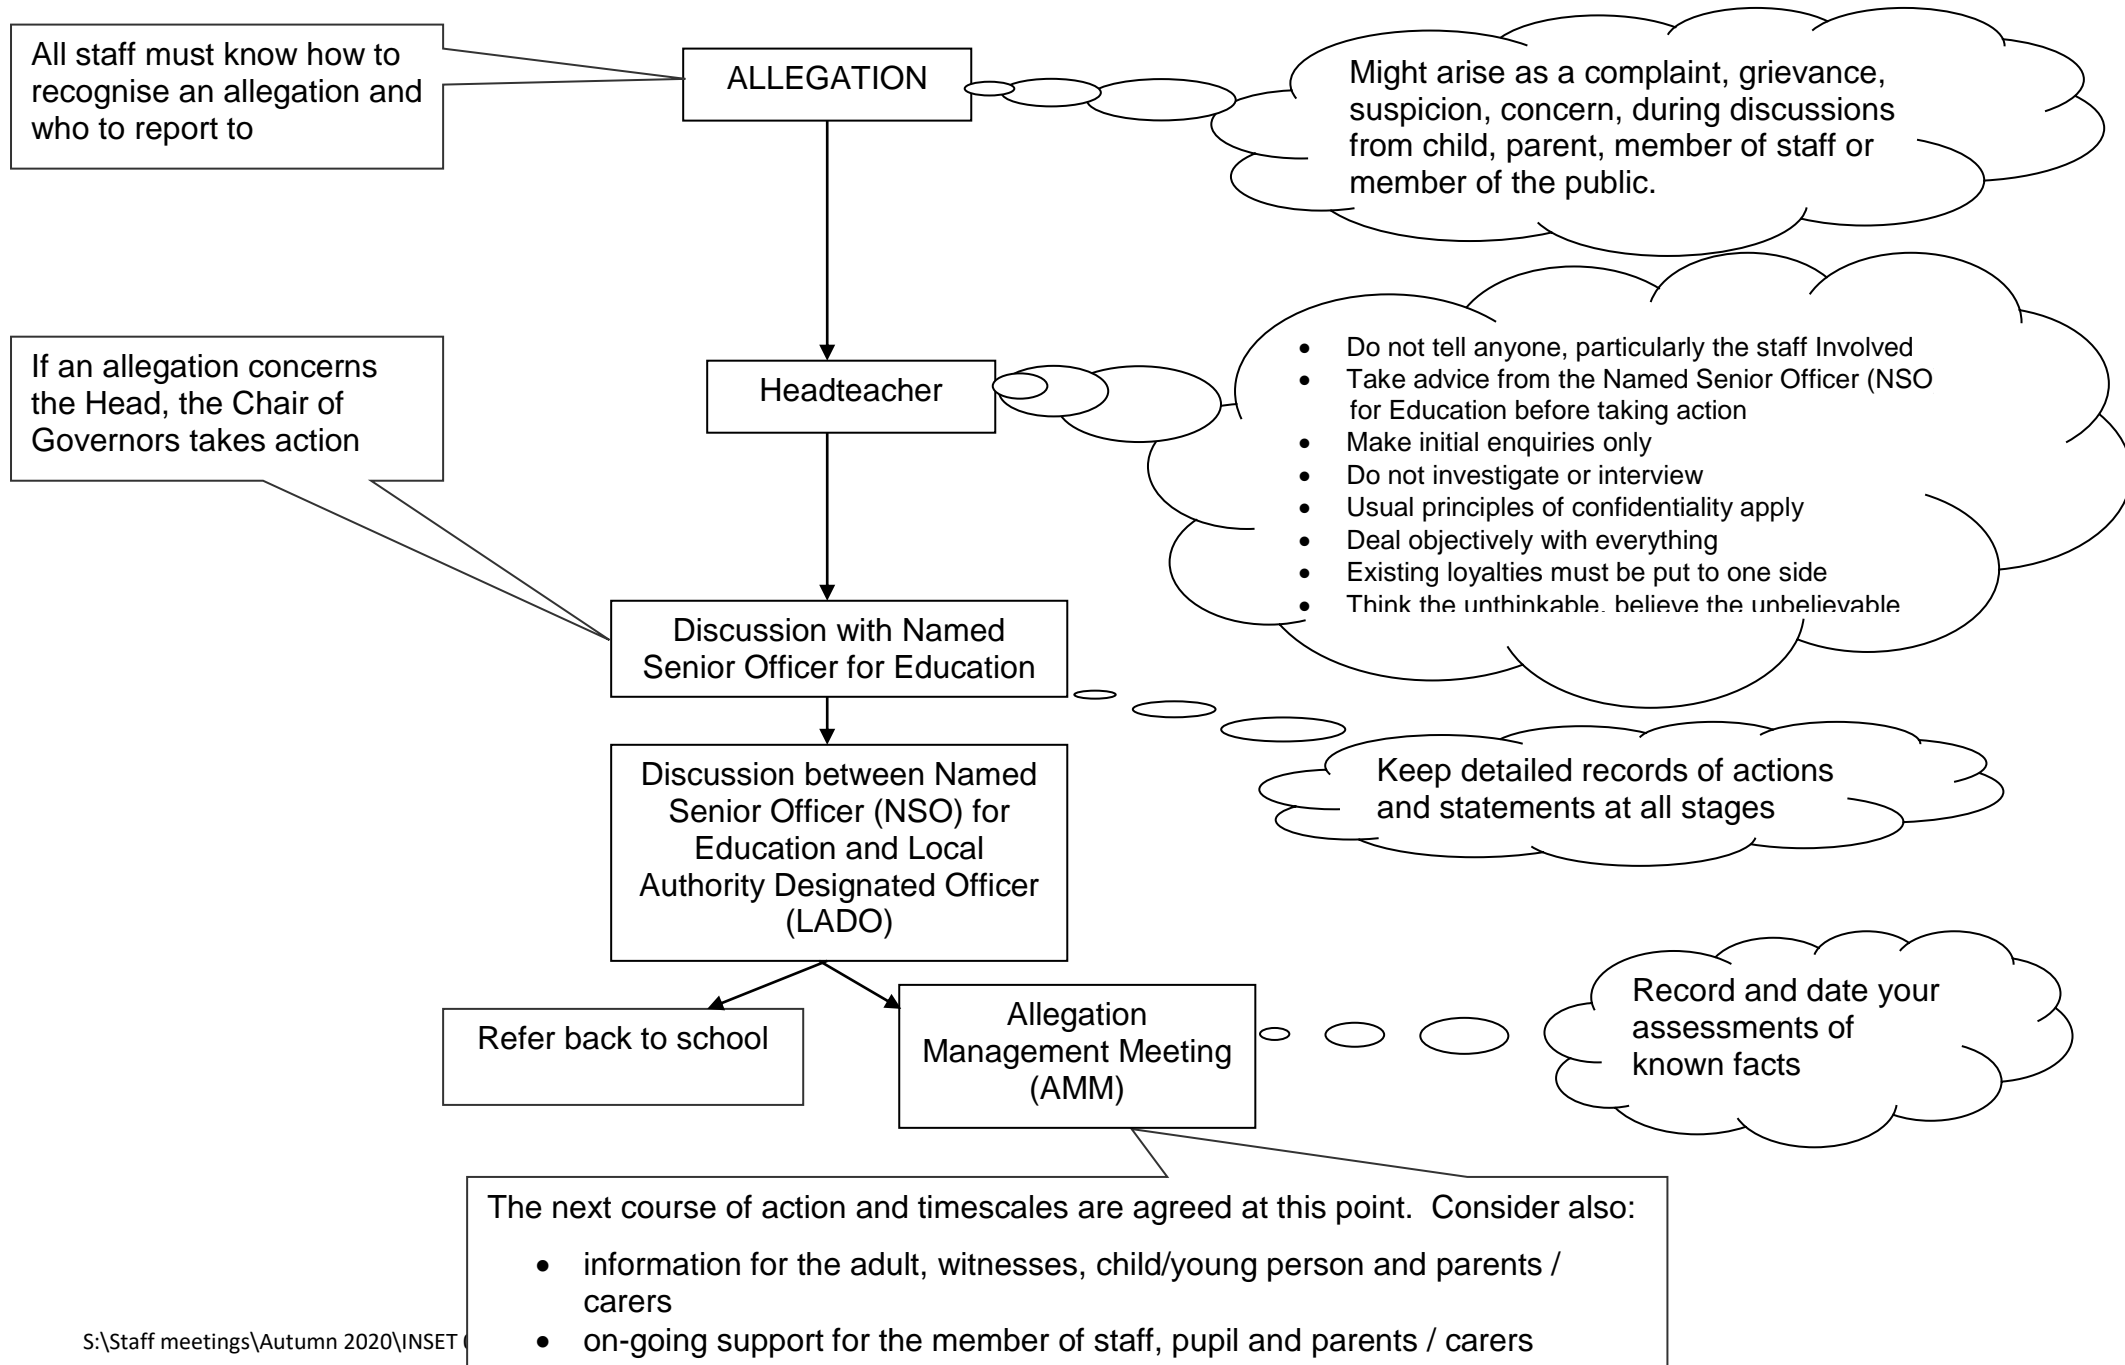 All staff must know how to
recognise an allegation and
who to report to
ALLEGATION
Might arise as a complaint, grievance,
suspicion, concern, during discussions
from child, parent, member of staff or
member of the public.
If an allegation concerns
the Head, the Chair of
Governors takes action
Headteacher
• Do not tell anyone, particularly the staff Involved
• Take advice from the Named Senior Officer (NSO
for Education before taking action
• Make initial enquiries only
• Do not investigate or interview
• Usual principles of confidentiality apply
• Deal objectively with everything
• Existing loyalties must be put to one side
• Think the unthinkable, believe the unbelievable
Discussion with Named
Senior Officer for Education
Keep detailed records of actions
and statements at all stages
Discussion between Named
Senior Officer (NSO) for
Education and Local
Authority Designated Officer
(LADO)
Refer back to school
Allegation
Management Meeting
(AMM)
Record and date your
assessments of
known facts
The next course of action and timescales are agreed at this point.  Consider also:
• information for the adult, witnesses, child/young person and parents /
carers
• on-going support for the member of staff, pupil and parents / carers
S:\Staff meetings\Autumn 2020\INSET